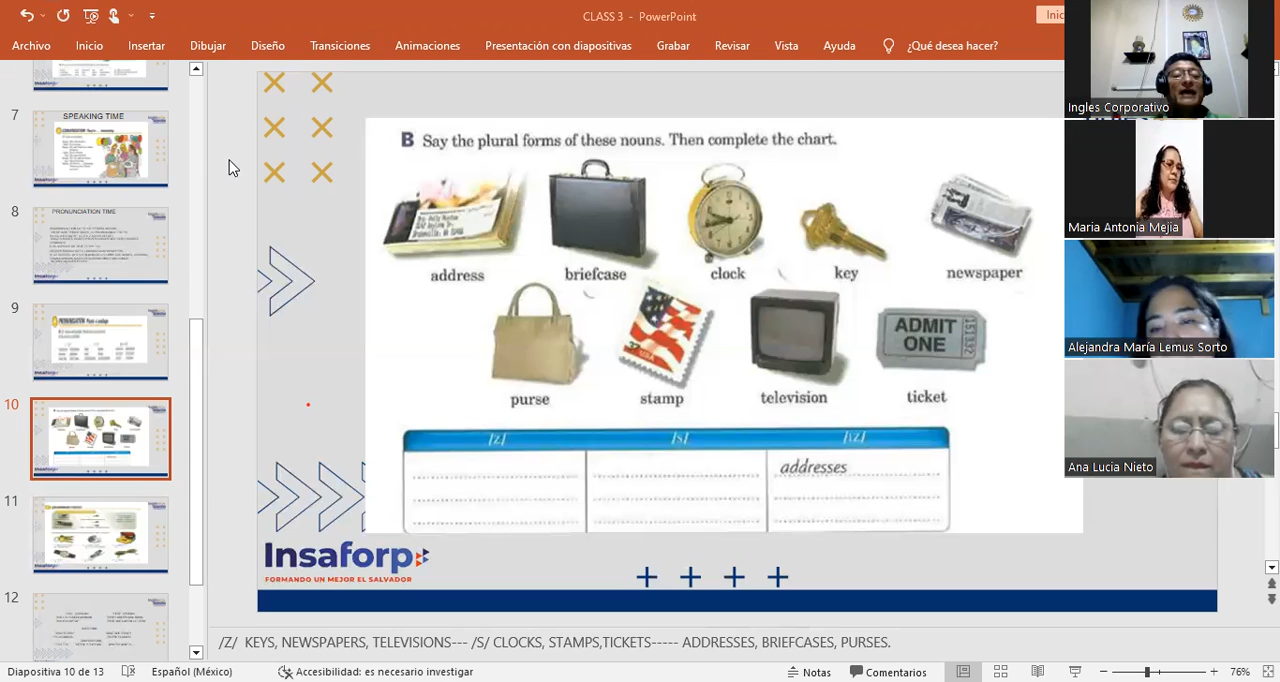 CLASS 3 - PowerPoint
Inic
Archivo Inicio Insertar Dibujar Diseño Transiciones Animaciones Presentación con diapositivas Grabar Revisar Vista Ayuda ¿Qué desea hacer?
7
SPEAKING TIME
8
PRONUNCIATION TIME
9
10
11
12
Insaforp
B Say the plural forms of these nouns. Then complete the chart.
address briefcase clock key newspaper
ADMIT
ONE
151332
USA
purse stamp television ticket
/z/ /s/ /ɪz/
addresses
Insaforp
FORMANDO UN MEJOR EL SALVADOR
Ingles Corporativo
Maria Antonia Mejia
Alejandra María Lemus Sorto
Ana Lucia Nieto
/Z/ KEYS, NEWSPAPERS, TELEVISIONS--- /S/ CLOCKS, STAMPS,TICKETS----- ADDRESSES, BRIEFCASES, PURSES.
Diapositiva 10 de 13 Español (México) Accesibilidad: es necesario investigar Notas Comentarios 76%